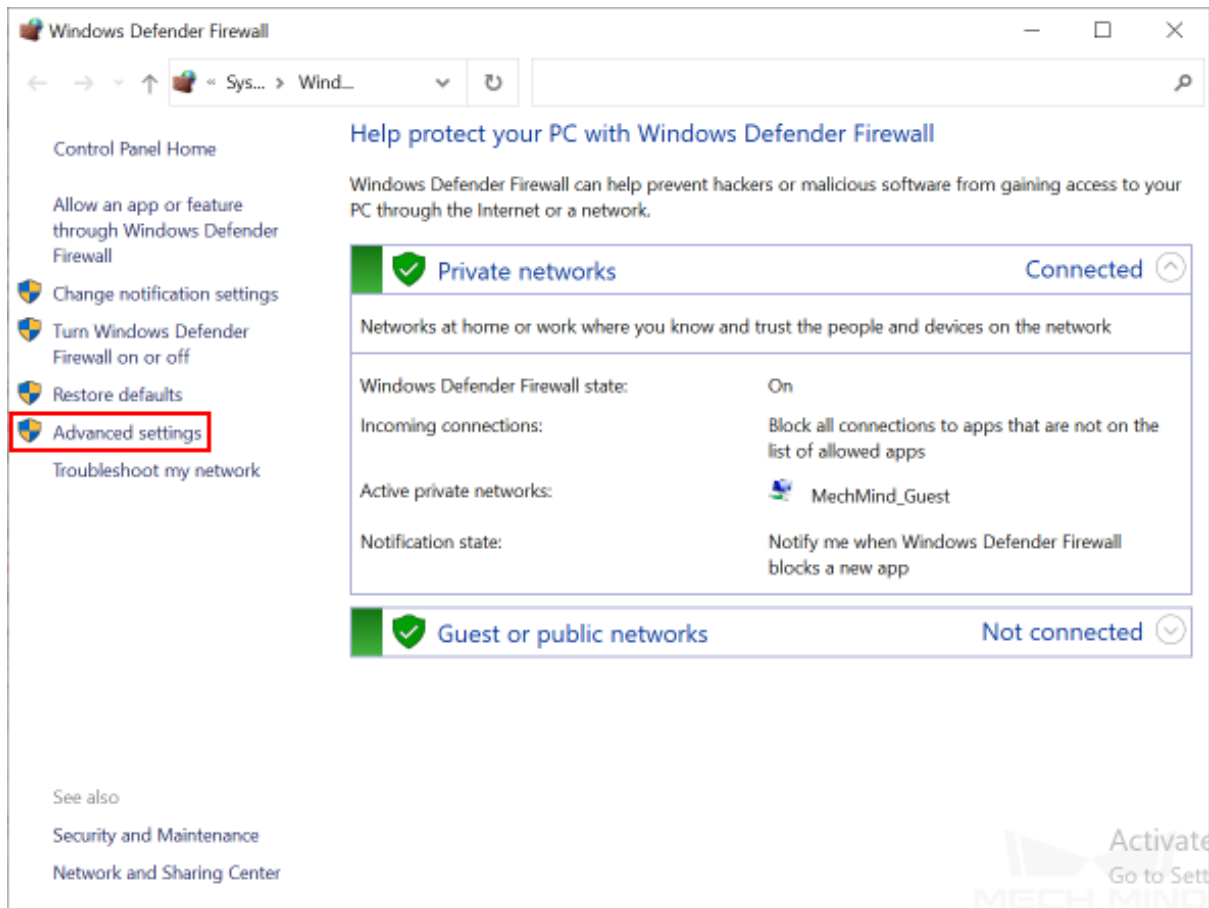 Windows Defender Firewall
« Sys... > Wind...
Control Panel Home
Allow an app or feature
through Windows Defender
Firewall
Change notification settings
Turn Windows Defender
Firewall on or off
Restore defaults
Advanced settings
Troubleshoot my network
Help protect your PC with Windows Defender Firewall
Windows Defender Firewall can help prevent hackers or malicious software from gaining access to your
PC through the Internet or a network.
Private networks Connected
Networks at home or work where you know and trust the people and devices on the network
Windows Defender Firewall state: On
Incoming connections: Block all connections to apps that are not on the
list of allowed apps
Active private networks: MechMind_Guest
Notification state: Notify me when Windows Defender Firewall
blocks a new app
Guest or public networks Not connected
See also
Security and Maintenance
Network and Sharing Center
Activate
Go to Sett
MECH MIND